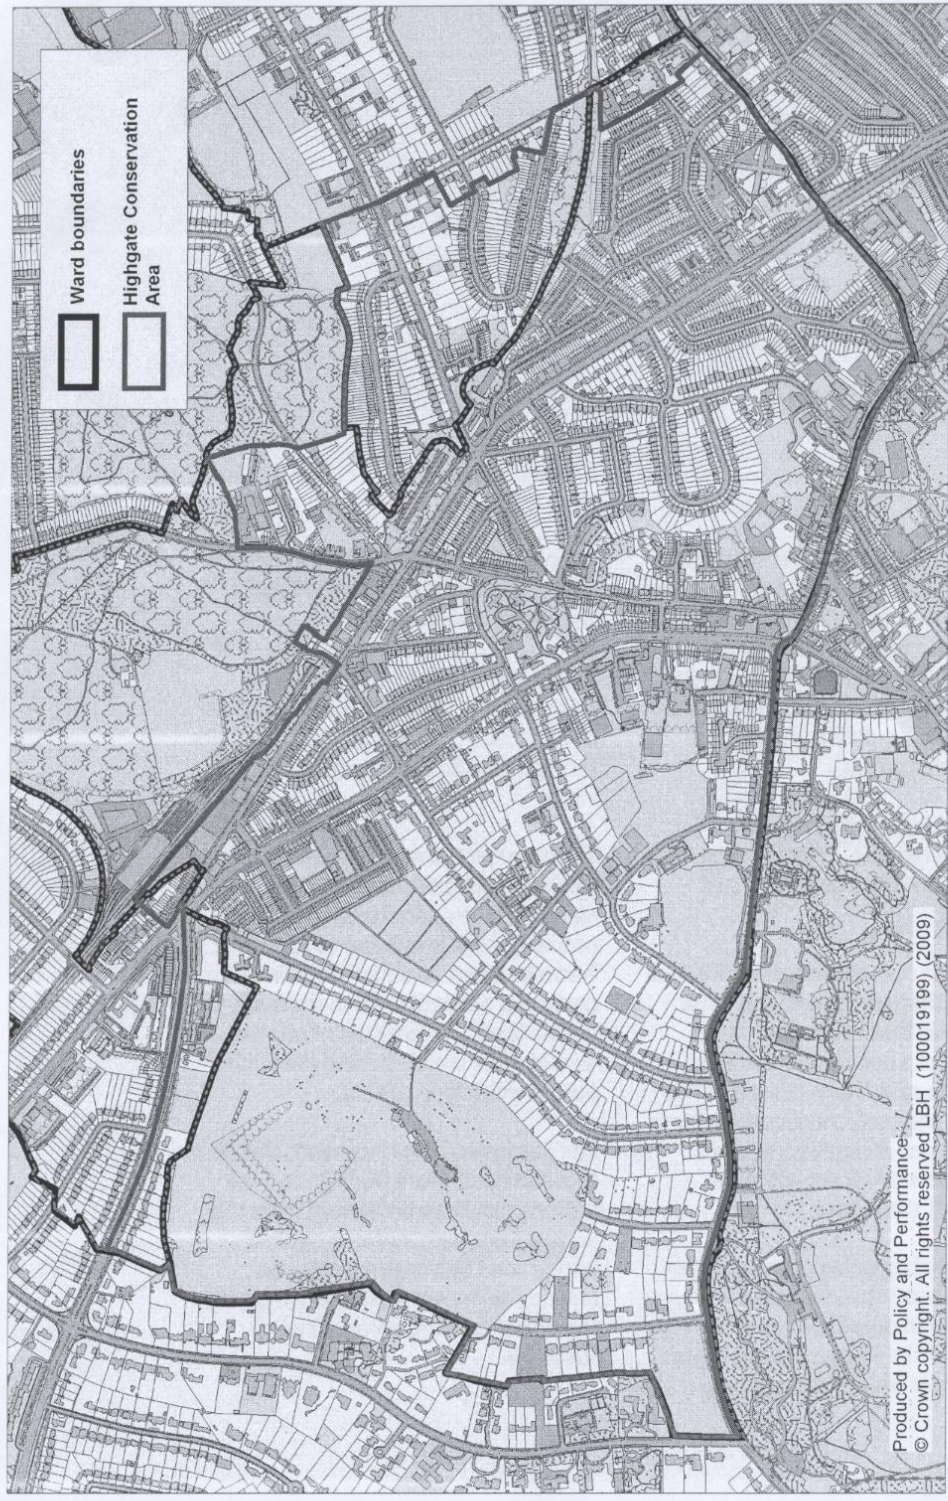 Ward boundaries
Highgate Conservation
Area
Produced by Policy and Performance
© Crown copyright. All rights reserved LBH (100019199) (2009)